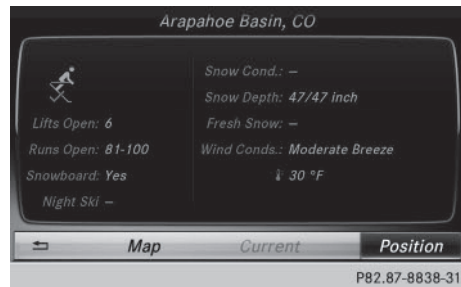 Arapahoe Basin, CO
Lifts Open: 6
Runs Open: 81-100
Snowboard: Yes
Night Ski –
Snow Cond.: –
Snow Depth: 47/47 inch
Fresh Snow: –
Wind Conds.: Moderate Breeze
30 °F
Map
Current
Position
P82.87-8838-31